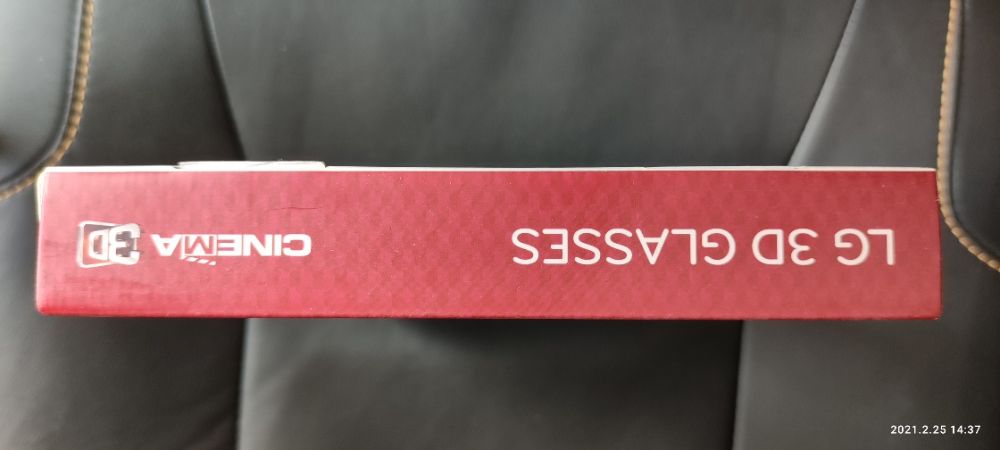 LG 3D GLASSES
CINEMA 3D
2021.2.25 14:37